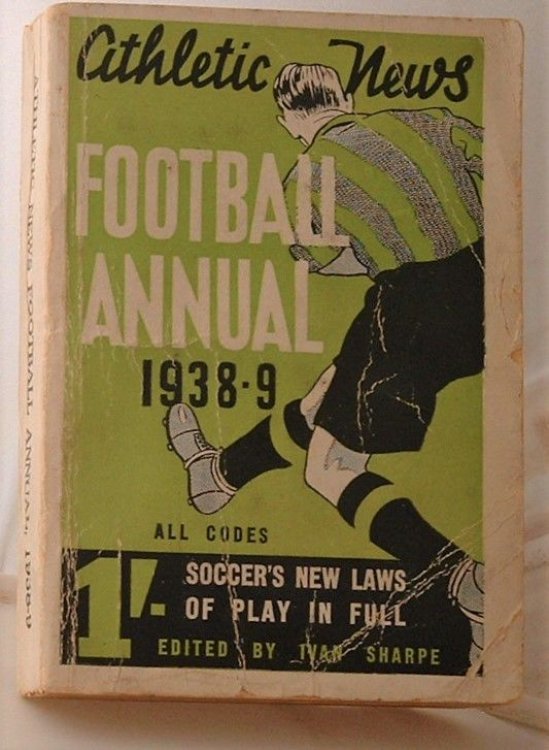 Athletic News
FOOTBALL
ANNUAL
1938·9
ALL CODES
1/-
SOCCER'S NEW LAWS
OF PLAY IN FULL
EDITED BY IVAN SHARPE
ATHLETIC NEWS FOOTBALL ANNUAL, 1938-9